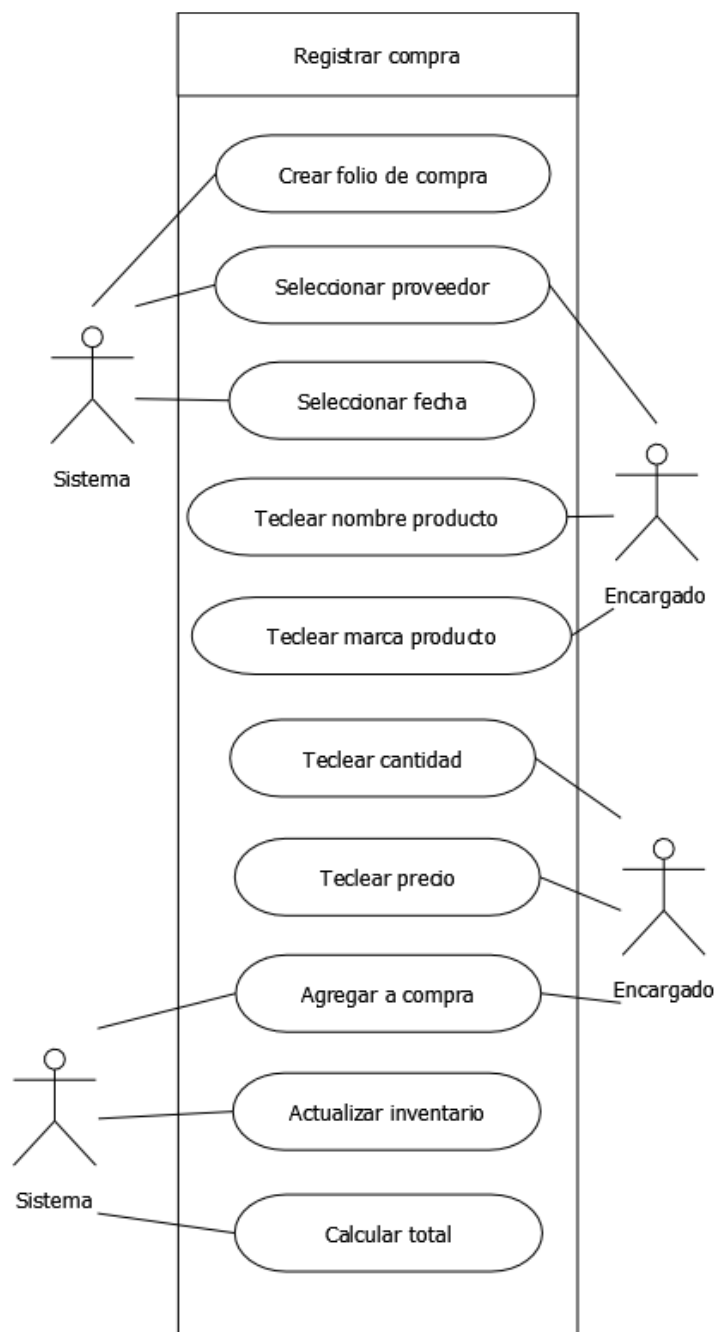 Registrar compra
Crear folio de compra
Seleccionar proveedor
Seleccionar fecha
Sistema
Teclear nombre producto
Encargado
Teclear marca producto
Teclear cantidad
Teclear precio
Agregar a compra
Encargado
Actualizar inventario
Sistema
Calcular total